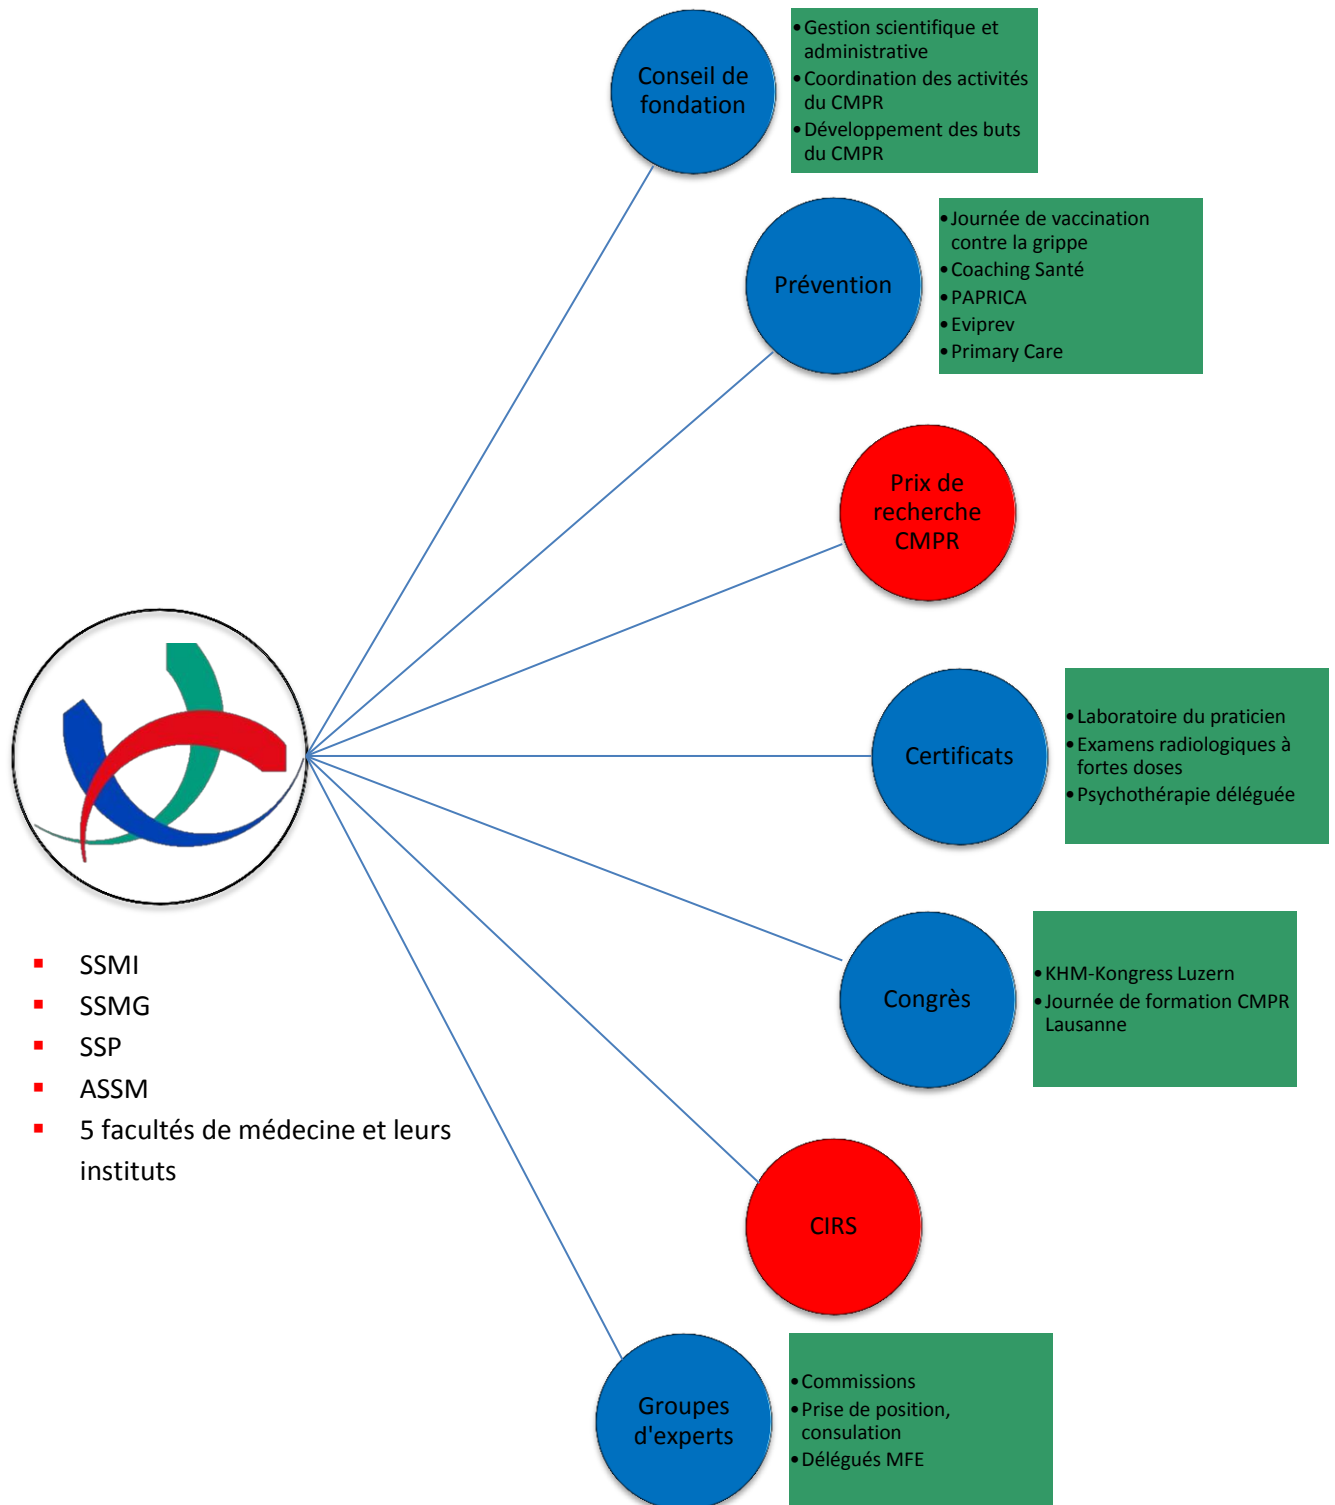 Conseil de
fondation
•Gestion scientifique et
administrative
•Coordination des activités
du CMPR
•Développement des buts
du CMPR
Prévention
•Journée de vaccination
contre la grippe
•Coaching Santé
•PAPRICA
•Eviprev
•Primary Care
Prix de
recherche
CMPR
Certificats
•Laboratoire du praticien
•Examens radiologiques à
fortes doses
•Psychothérapie déléguée
Congrès
•KHM-Kongress Luzern
•Journée de formation CMPR
Lausanne
▪ SSMI
▪ SSMG
▪ SSP
▪ ASSM
▪ 5 facultés de médecine et leurs
instituts
CIRS
Groupes
d'experts
•Commissions
•Prise de position,
consulation
•Délégués MFE